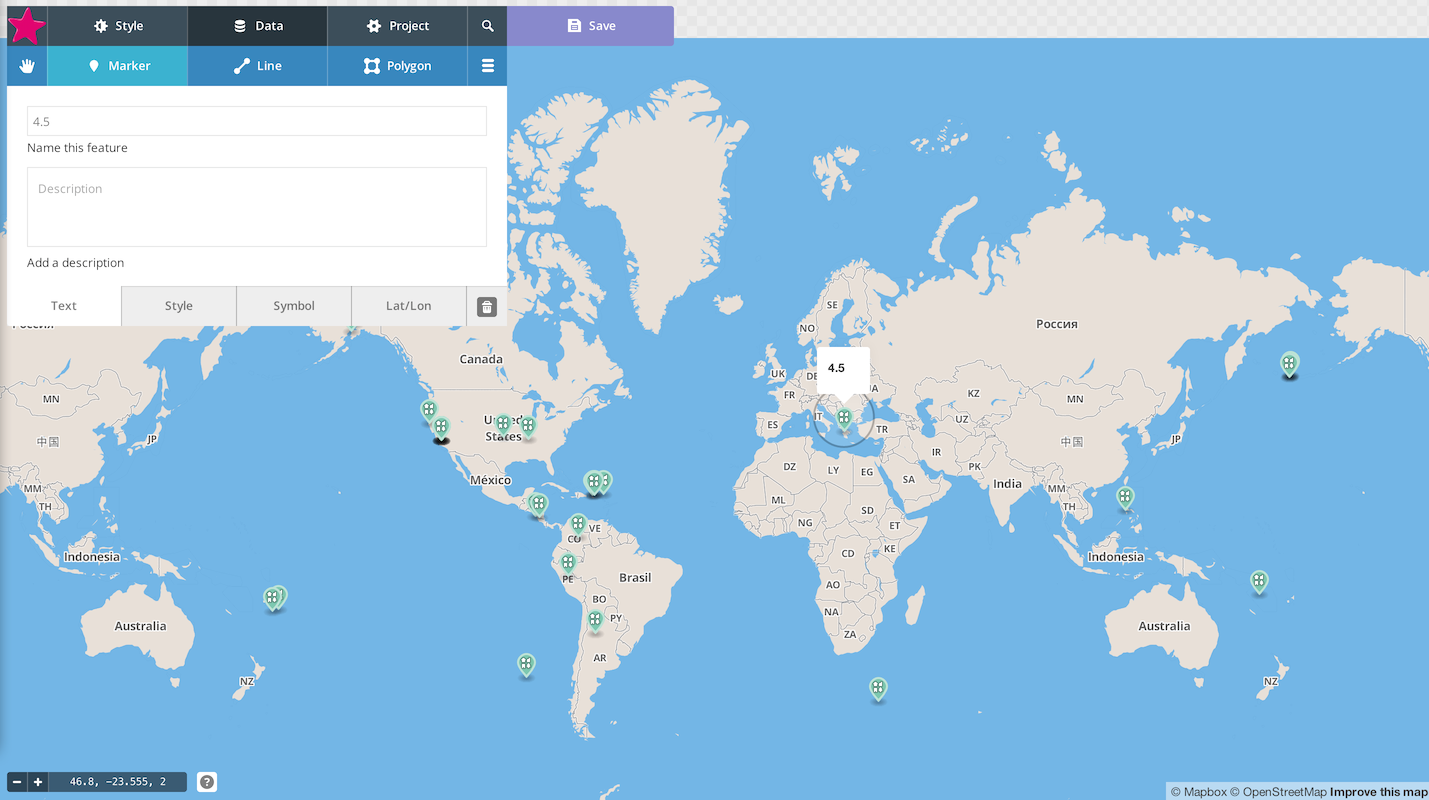 Style
Data
Project
Save
Marker
Line
Polygon
4.5
Name this feature
Description
Add a description
Text
Style
Symbol
Lat/Lon
Россия
SE
NO
Россия
Canada
4.5
UK
DE
UA
FR
KZ
MN
MN
United
States
ES
IT
TR
UZ
中国
JP
中国
JP
México
DZ
LY
EG
IR
PK
SA
India
MM
TH
MM
TH
ML
NG
SD
ET
VE
CO
CD
KE
Indonesia
Indonesia
PE
Brasil
AO
BO
NA
PY
Australia
ZA
Australia
AR
NZ
NZ
46.8, -23.555, 2
?
© Mapbox © OpenStreetMap Improve this map